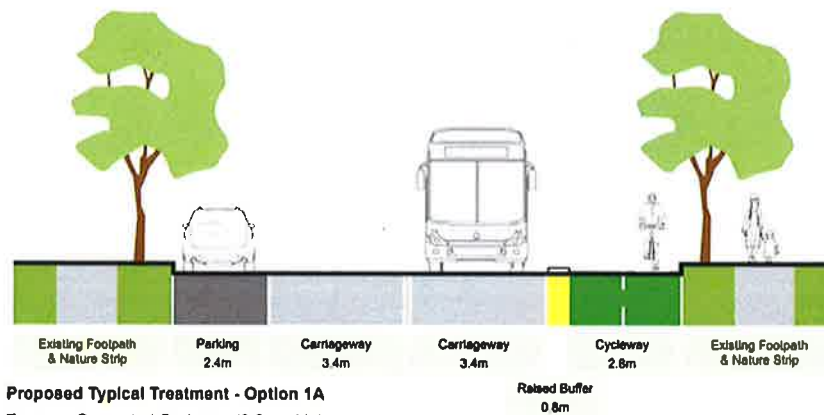 Existing Footpath
& Nature Strip
Parking
2.4m
Carriageway
3.4m
Carriageway
3.4m
Cycleway
2.6m
Existing Footpath
& Nature Strip
Raised Buffer
0.8m
Proposed Typical Treatment - Option 1A